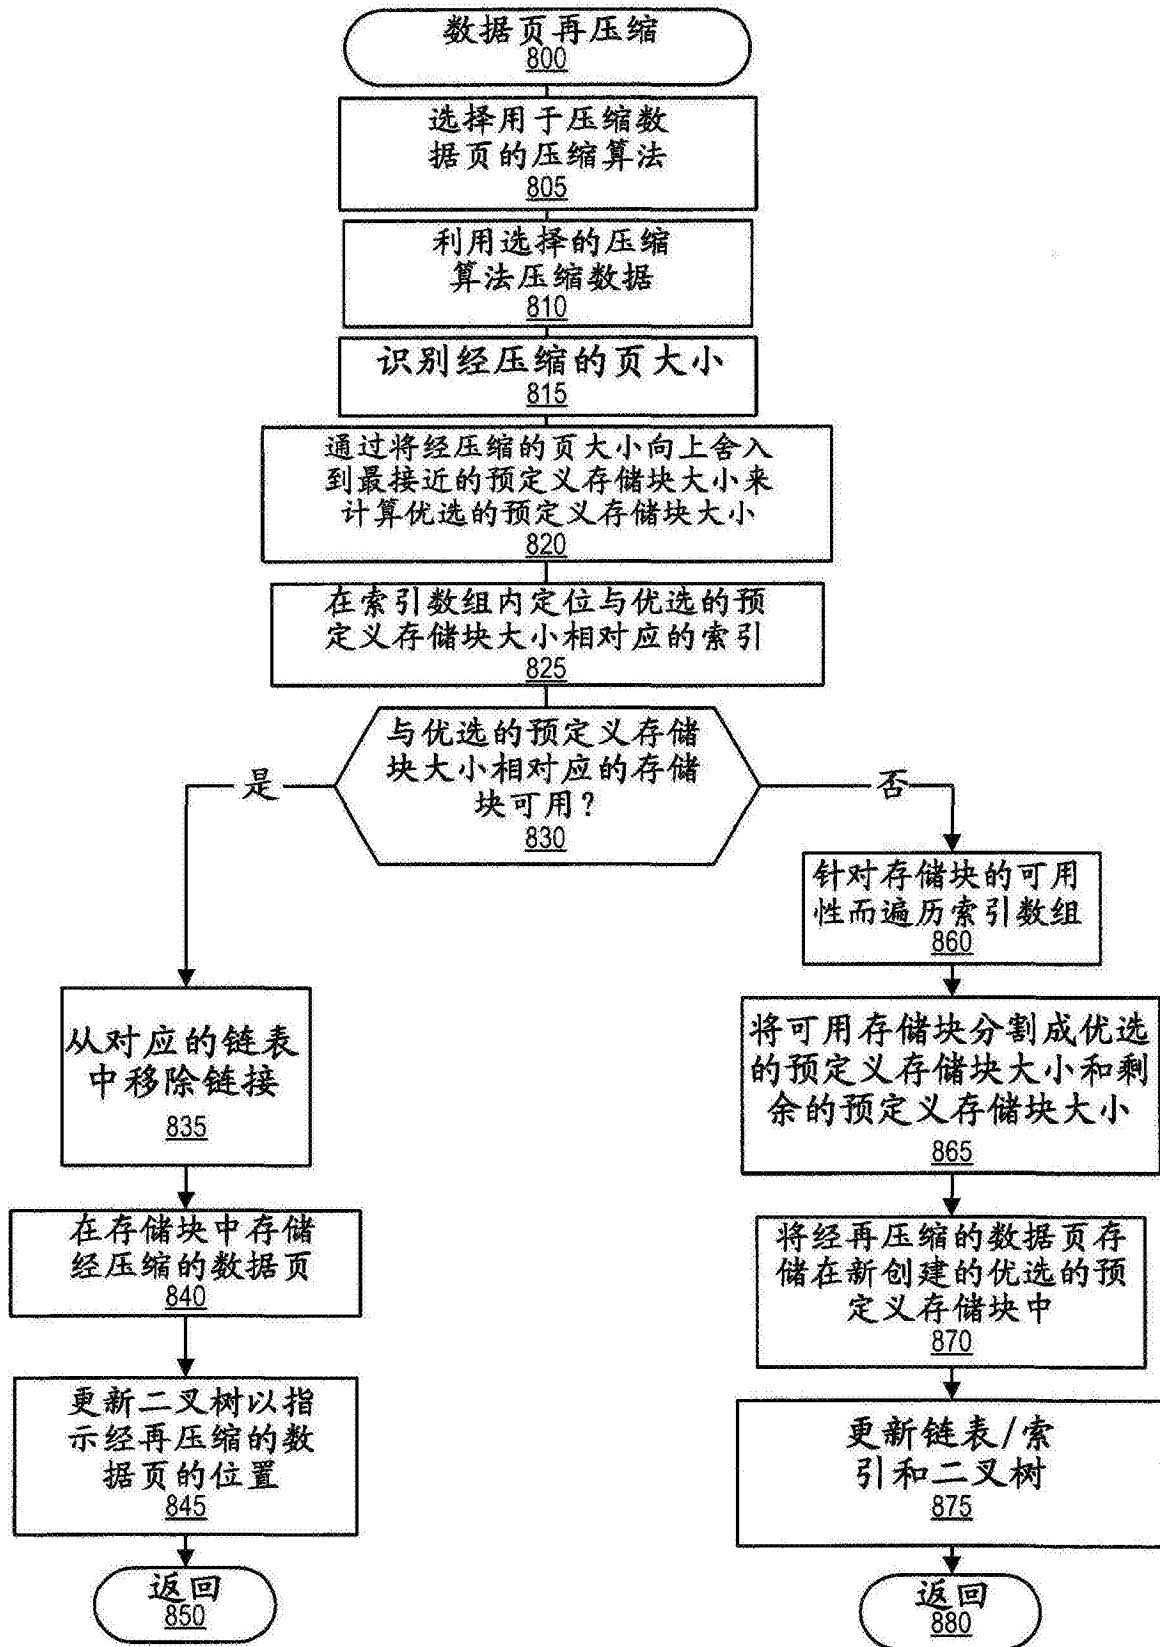 数据页再压缩
800
选择用于压缩数
据页的压缩算法
805
利用选择的压缩
算法压缩数据
810
识别经压缩的页大小
815
通过将经压缩的页大小向上舍入
到最接近的预定义存储块大小来
计算优选的预定义存储块大小
820
在索引数组内定位与优选的预
定义存储块大小相对应的索引
825
与优选的预定义存储
块大小相对应的存储
块可用?
830
是
否
从对应的链表
中移除链接
835
在存储块中存储
经压缩的数据页
840
更新二叉树以指
示经再压缩的数
据页的位置
845
返回
850
针对存储块的可用
性而遍历索引数组
860
将可用存储块分割成优选
的预定义存储块大小和剩
余的预定义存储块大小
865
将经再压缩的数据页存
储在新创建的优选的预
定义存储块中
870
更新链表/索
引和二叉树
875
返回
880